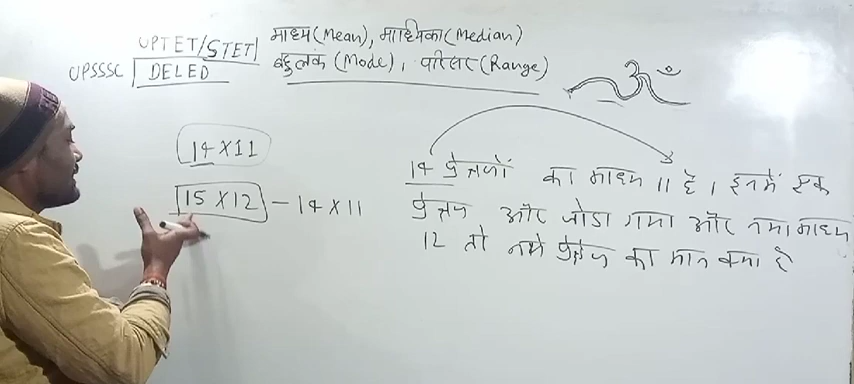 UPTET/STET/
UPSSSC DELED
माध्य (Mean), माध्यिका (Median)
बहुलक (Mode), परिसर (Range)
ॐ
14 X 11
15 X 12 - 14 X 11
14 प्रेक्षणों का माध्य 11 है। इनमें एक
प्रेक्षण और जोडा गया और नया माध्य
12 तो नये प्रेक्षण का मान क्या है